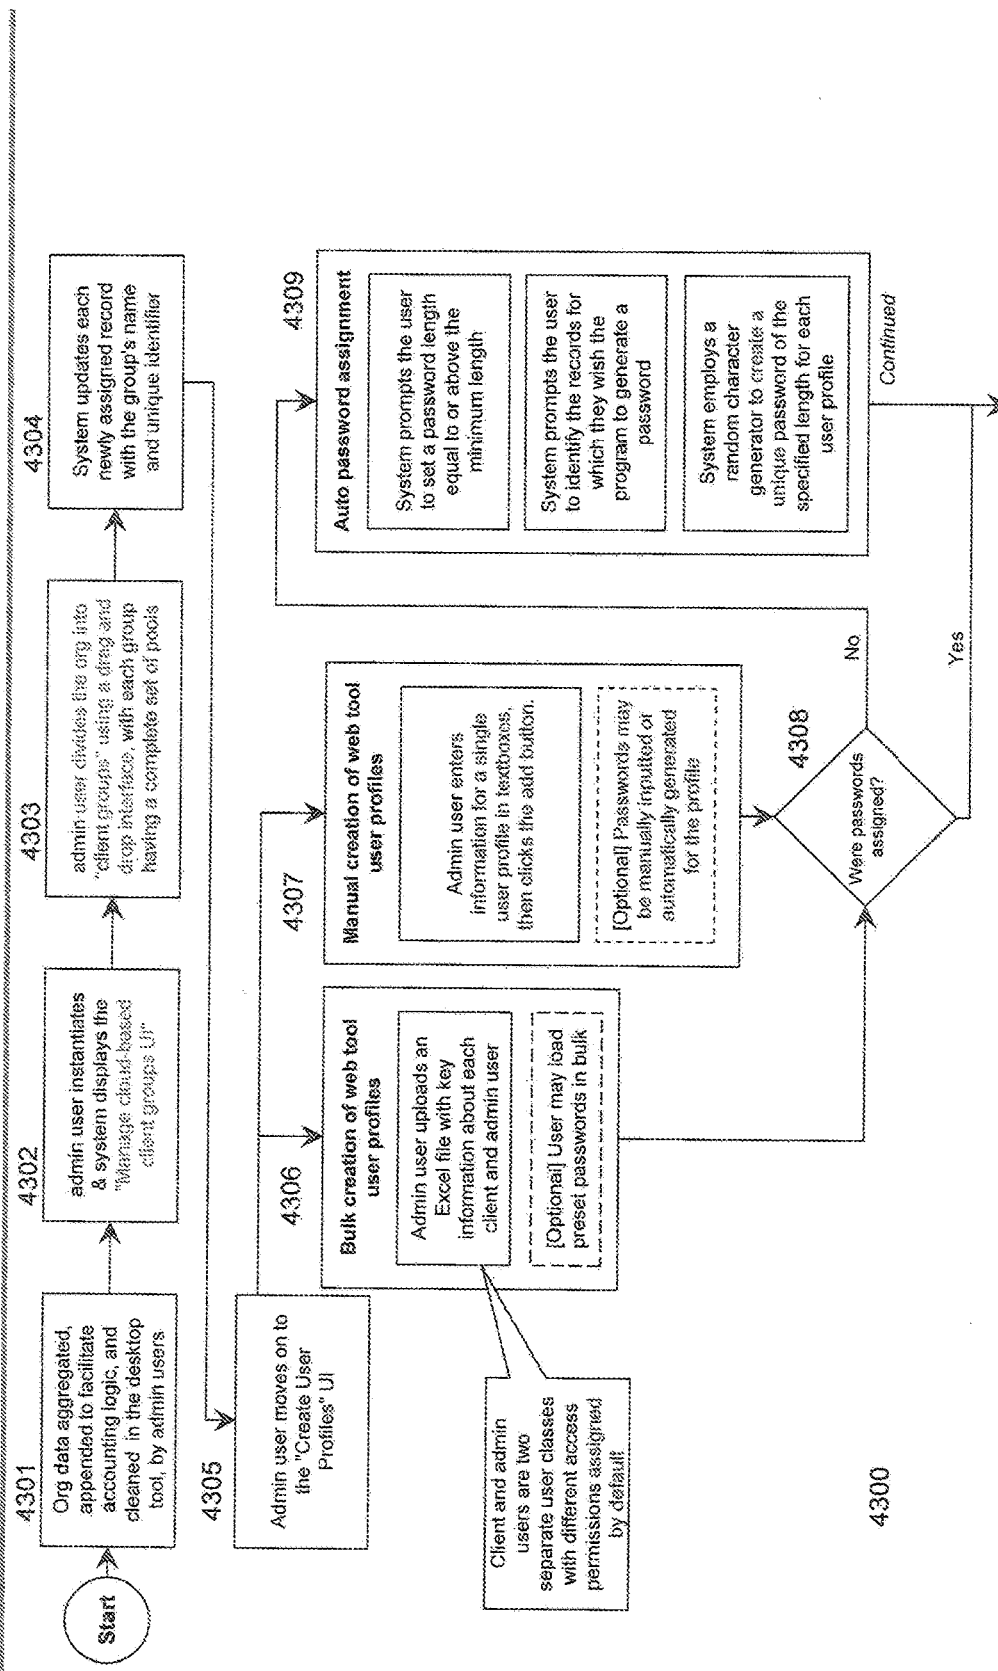 Start
4301
Org data aggregated,
appended to facilitate
accounting logic, and
cleaned in the desktop
tool, by admin users
4302
admin user instantiates
& system displays the
"Manage cloud-based
client groups UI"
4303
admin user divides the org into
"client groups" using a drag and
drop interface, with each group
having a complete set of pools
4304
System updates each
newly assigned record
with the group's name
and unique identifier
4305
Admin user moves on to
the "Create User
Profiles" UI
4306
Bulk creation of web tool
user profiles
Admin user uploads an
Excel file with key
information about each
client and admin user
[Optional] User may load
preset passwords in bulk
Client and admin
users are two
separate user classes
with different access
permissions assigned
by default
4307
Manual creation of web tool
user profiles
Admin user enters
information for a single
user profile in textboxes,
then clicks the add button.
[Optional] Passwords may
be manually inputted or
automatically generated
for the profile
4308
Were passwords
assigned?
No
Yes
4309
Auto password assignment
System prompts the user
to set a password length
equal to or above the
minimum length
System prompts the user
to identify the records for
which they wish the
program to generate a
password
System employs a
random character
generator to create a
unique password of the
specified length for each
user profile
Continued
4300